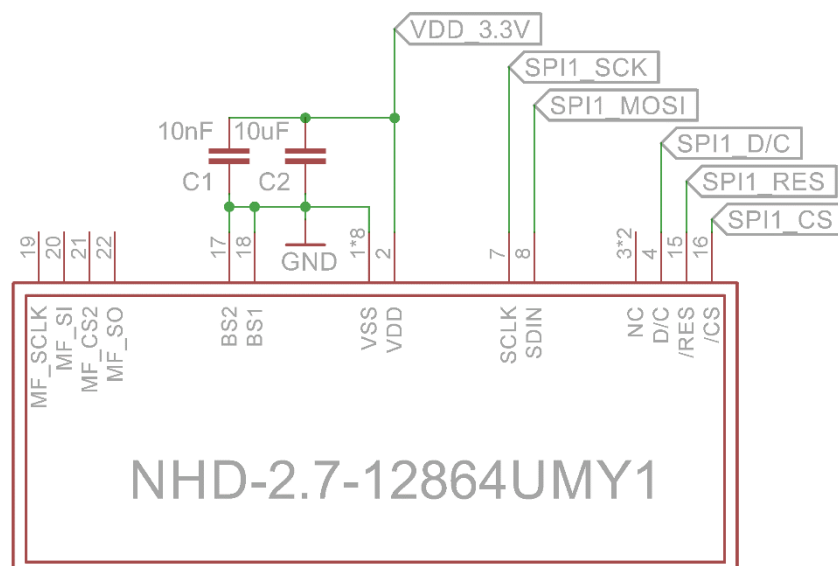 VDD_3.3V
SPI1_SCK
SPI1_MOSI
10nF 10uF
SPI1_D/C
C1 C2
SPI1_RES
SPI1_CS
19 20 21 22 17 18 GND 1*8 2 7 8 3*2 4 15 16
MF_SCLK MF_SI MF_CS2 MF_SO BS2 BS1 VSS VDD SCLK SDIN NC D/C /RES /CS
NHD-2.7-12864UMY1